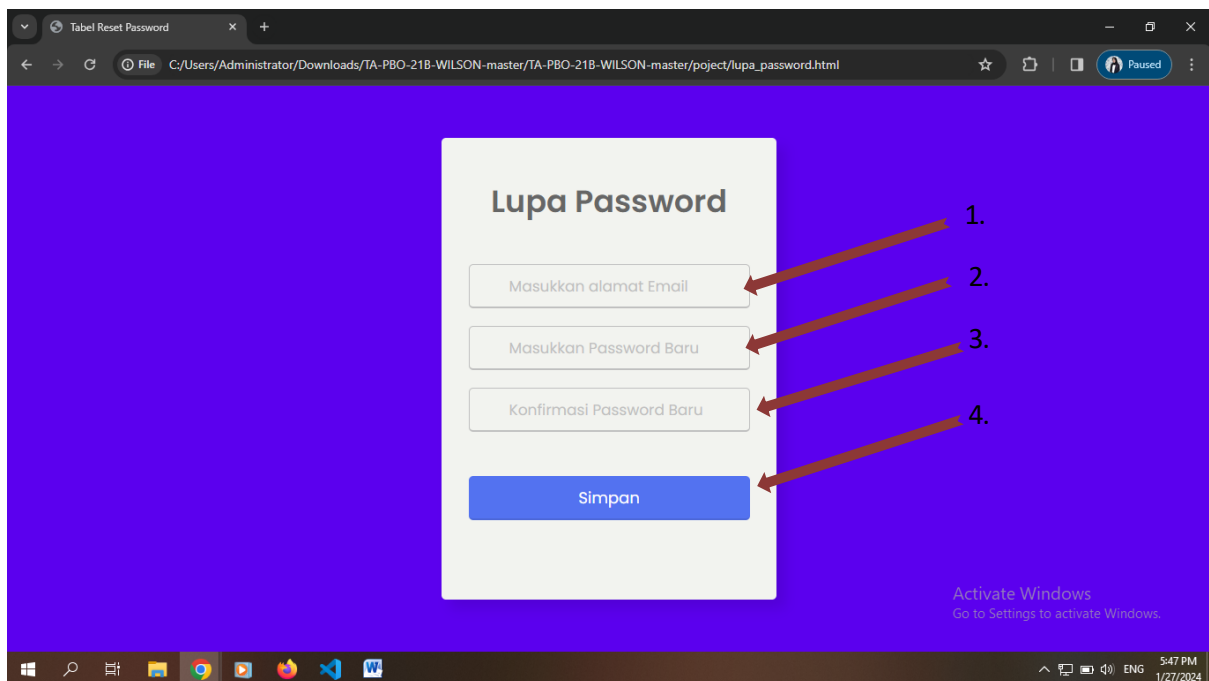 Tabel Reset Password
File C:/Users/Administrator/Downloads/TA-PBO-21B-WILSON-master/TA-PBO-21B-WILSON-master/poject/lupa_password.html
Paused
Lupa Password
1.
Masukkan alamat Email
2.
Masukkan Password Baru
3.
Konfirmasi Password Baru
4.
Simpan
Activate Windows
Go to Settings to activate Windows.
ENG
5:47 PM
1/27/2024